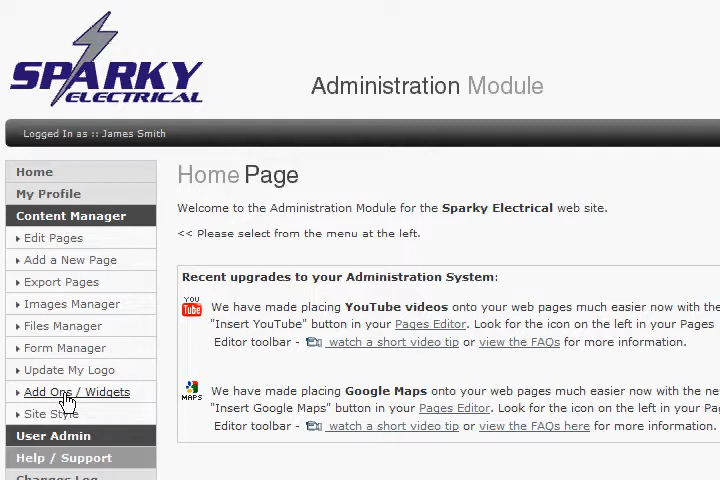 SPARKY
ELECTRICAL
Administration Module
Logged In as :: James Smith
Home
My Profile
Content Manager
Edit Pages
Add a New Page
Export Pages
Images Manager
Files Manager
Form Manager
Update My Logo
Add Ons / Widgets
Site Style
User Admin
Help / Support
Changes Log
Home Page
Welcome to the Administration Module for the Sparky Electrical web site.
<< Please select from the menu at the left.
Recent upgrades to your Administration System:
YOU
Tube
We have made placing YouTube videos onto your web pages much easier now with the
"Insert YouTube" button in your Pages Editor. Look for the icon on the left in your Pages
Editor toolbar - watch a short video tip or view the FAQs for more information.
MAPS
We have made placing Google Maps onto your web pages much easier now with the new
"Insert Google Maps" button in your Pages Editor. Look for the icon on the left in your Pag
Editor toolbar - watch a short video tip or view the FAQs here for more information.